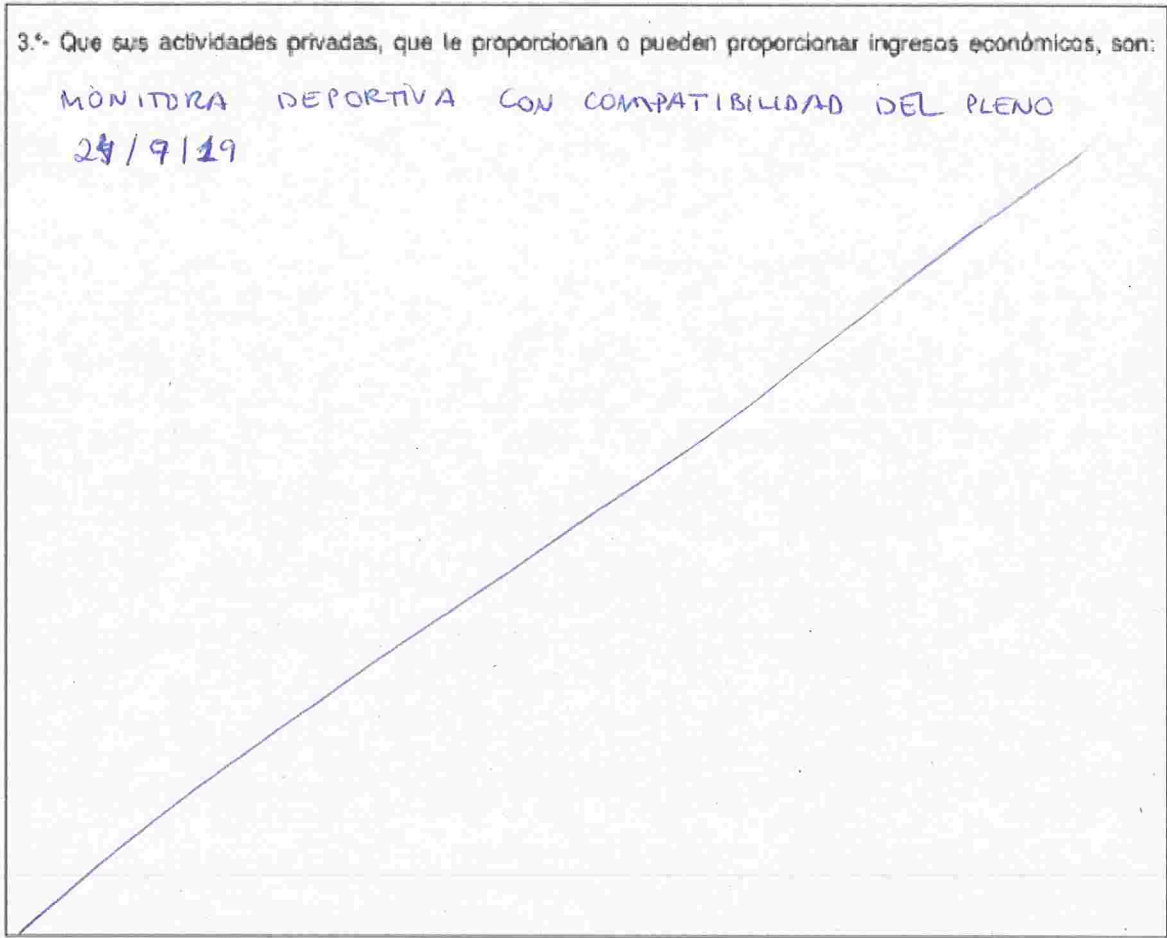 3.º- Que sus actividades privadas, que le proporcionan o pueden proporcionar ingresos económicos, son:
MONITORA DEPORTIVA CON COMPATIBILIDAD DEL PLENO
/ 9 / 19